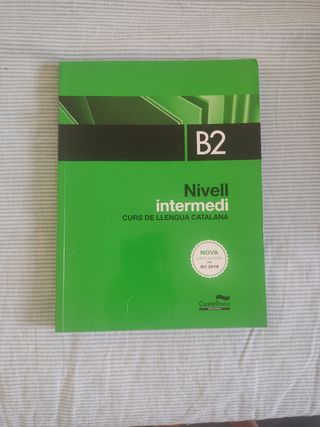 B2
Nivell
intermedi
CURS DE LLENGUA CATALANA
NOVA
IEC 2016
Castellnou